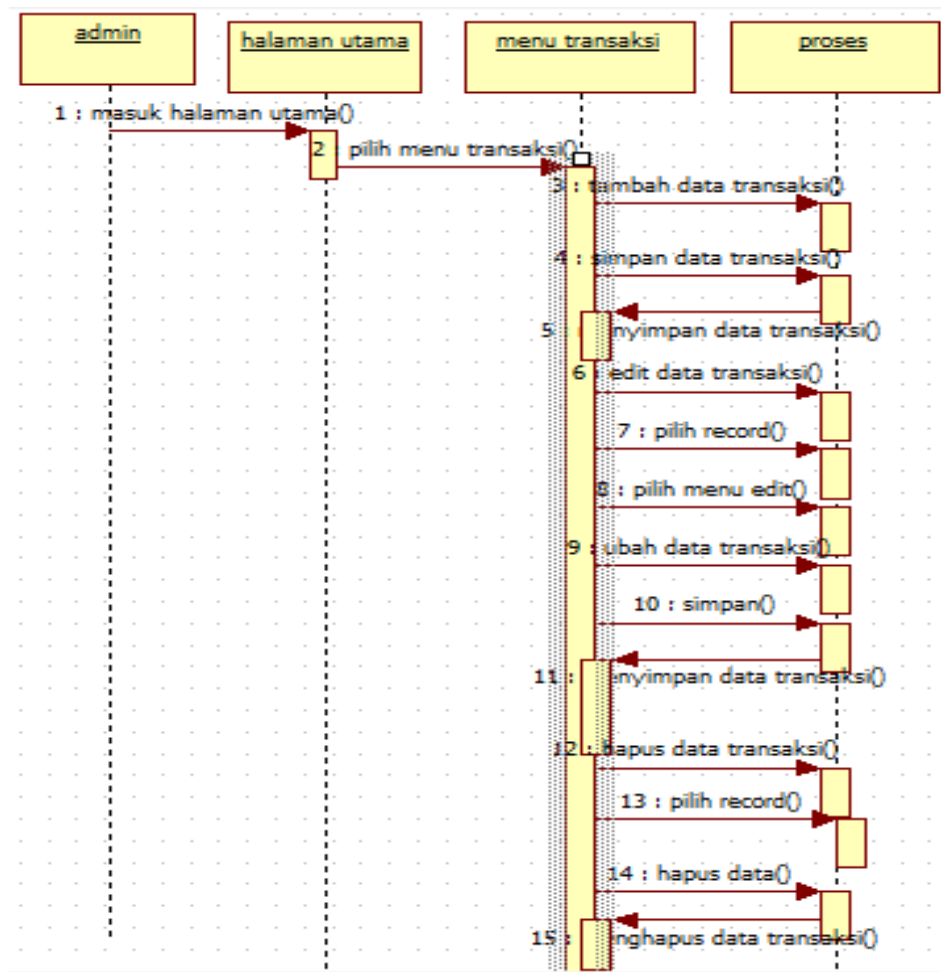 admin
halaman utama
menu transaksi
proses
1 : masuk halaman utama()
2 : pilih menu transaksi()
3 : tambah data transaksi()
4 : simpan data transaksi()
5 : menyimpan data transaksi()
6 : edit data transaksi()
7 : pilih record()
8 : pilih menu edit()
9 : ubah data transaksi()
10 : simpan()
11 : menyimpan data transaksi()
12 : hapus data transaksi()
13 : pilih record()
14 : hapus data()
15 : menghapus data transaksi()